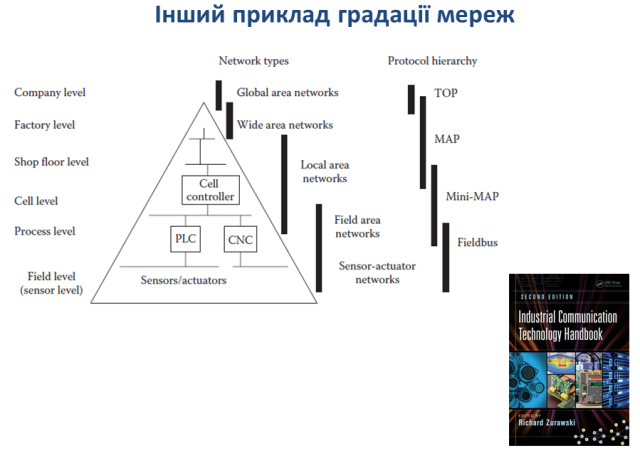 Інший приклад градації мереж
Network types
Protocol hierarchy
Company level
Global area networks
TOP
Factory level
Wide area networks
MAP
Shop floor level
Local area
networks
Cell
controller
Cell level
Mini-MAP
Process level
PLC
CNC
Field area
networks
Fieldbus
Field level
(sensor level)
Sensors/actuators
Sensor-actuator
networks
SECOND EDITION
Industrial Communication
Technology Handbook
EDITED BY
Richard Zurawski